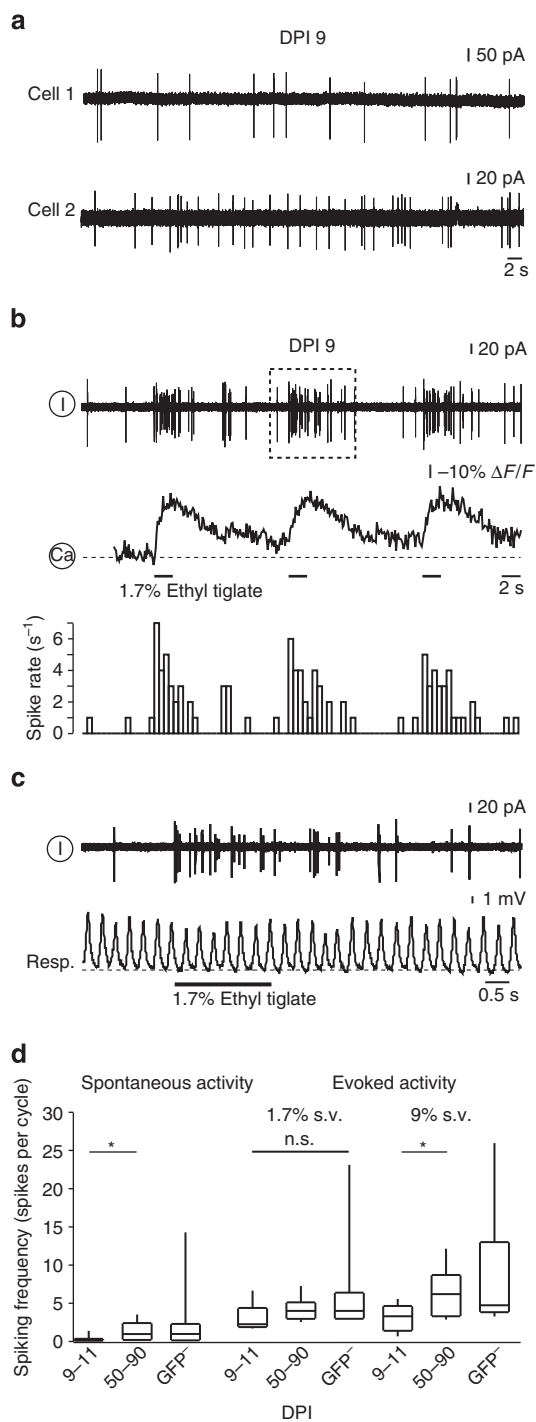 a
DPI 9
50 pA
Cell 1
20 pA
Cell 2
2 s
b
DPI 9
20 pA
I
–10% ΔF/F
Ca
1.7% Ethyl tiglate
2 s
Spike rate (s⁻¹)
6
4
2
0
c
20 pA
I
1 mV
Resp.
1.7% Ethyl tiglate
0.5 s
d
Spontaneous activity Evoked activity
1.7% s.v. 9% s.v.
* n.s. *
Spiking frequency (spikes per cycle)
30
25
20
15
10
5
0
9–11 50–90 GFP⁻ 9–11 50–90 GFP⁻ 9–11 50–90 GFP⁻
DPI